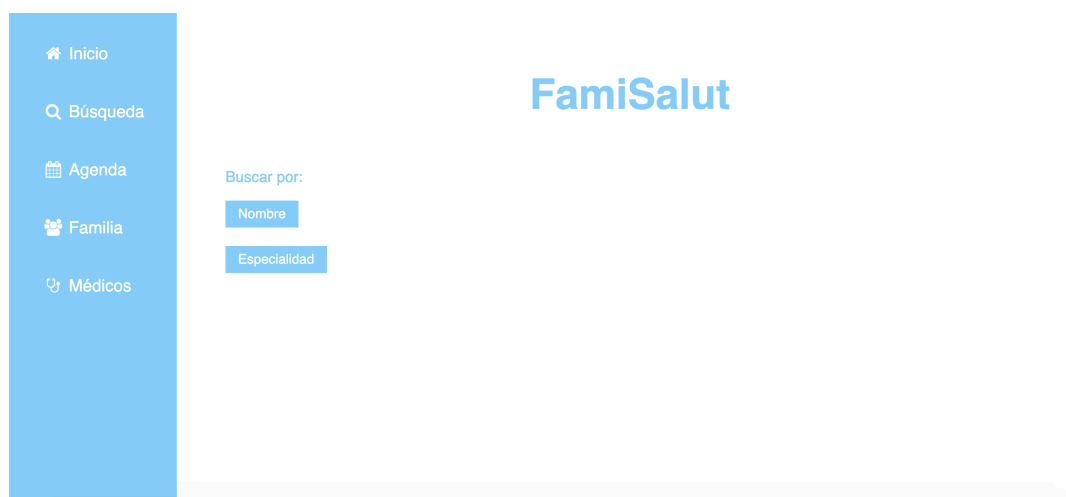 Inicio
Búsqueda
Agenda
Familia
Médicos
FamiSalut
Buscar por:
Nombre
Especialidad